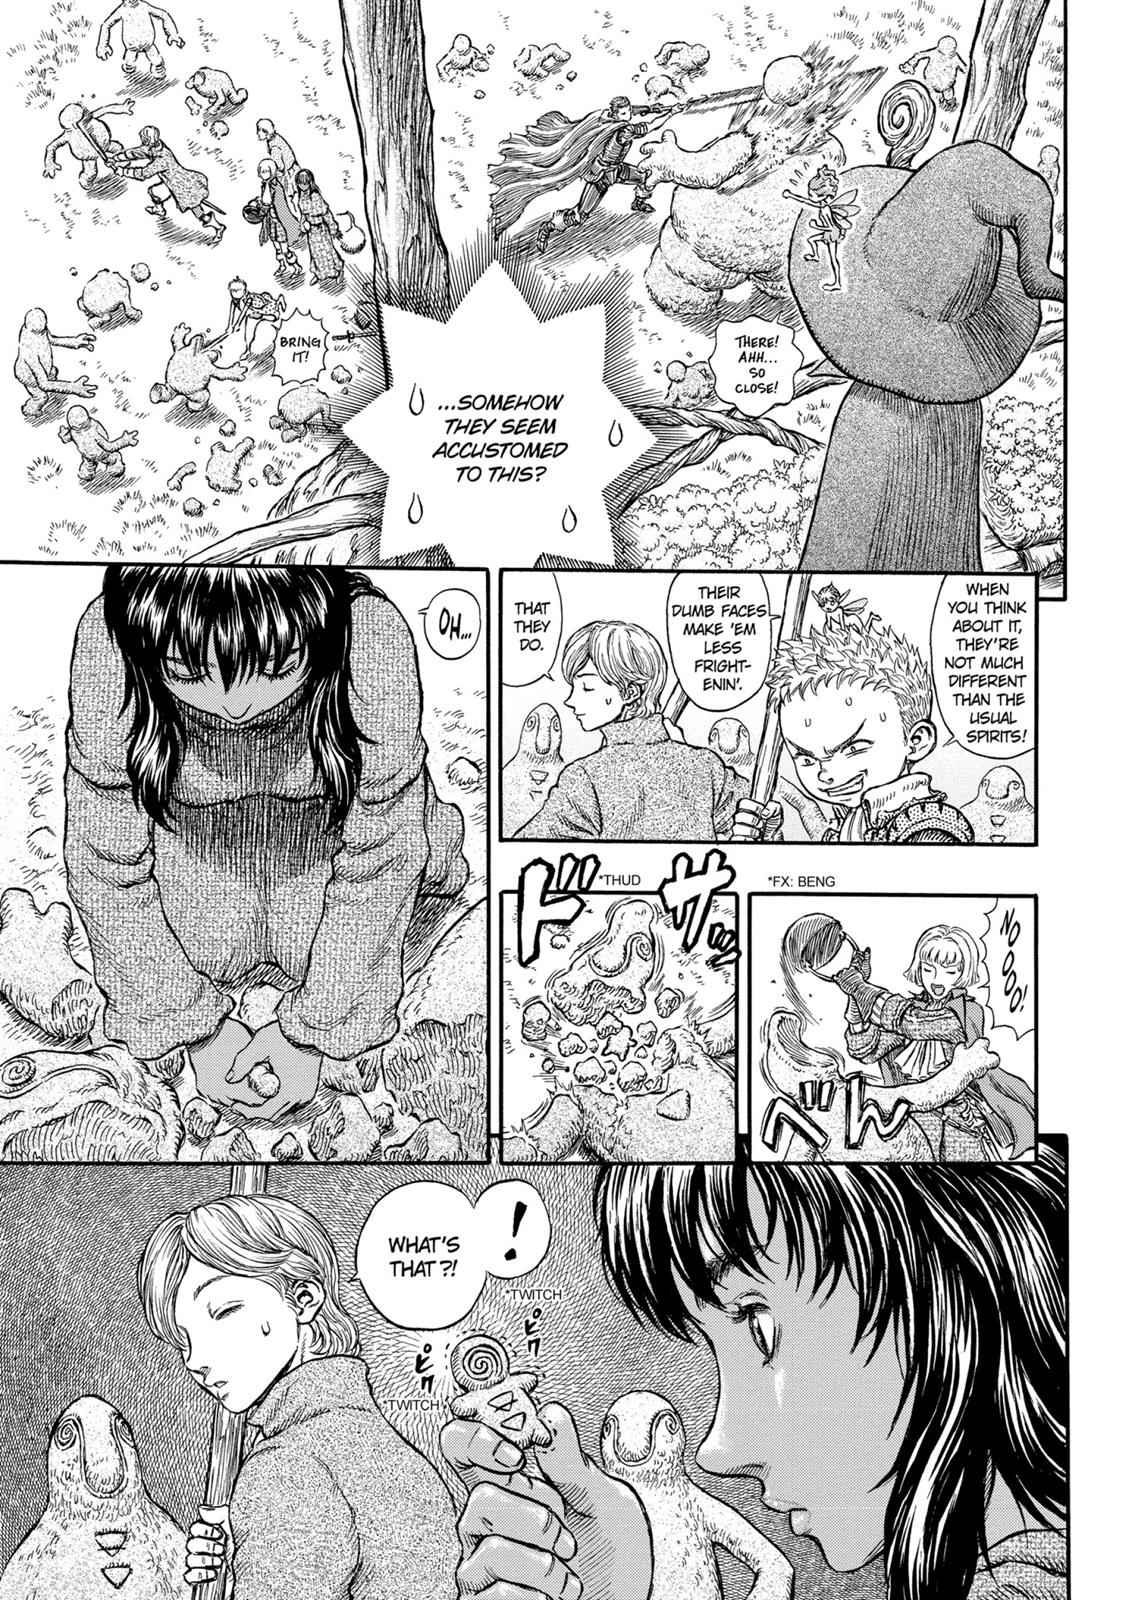 THERE!
AHH...
SO
CLOSE!
BRING
IT!
...SOMEHOW
THEY SEEM
ACCUSTOMED
TO THIS?
WHEN
YOU THINK
ABOUT IT,
THEY'RE
NOT MUCH
DIFFERENT
THAN THE
USUAL
SPIRITS!
THEIR
DUMB FACES
MAKE 'EM
LESS
FRIGHT-
ENIN'.
THAT
THEY
DO.
*FX: BENG
NOOOOO!
べん
*THUD
ドサッ
OH...
!
WHAT'S
THAT?!
*TWITCH
ピク
*TWITCH
ピク